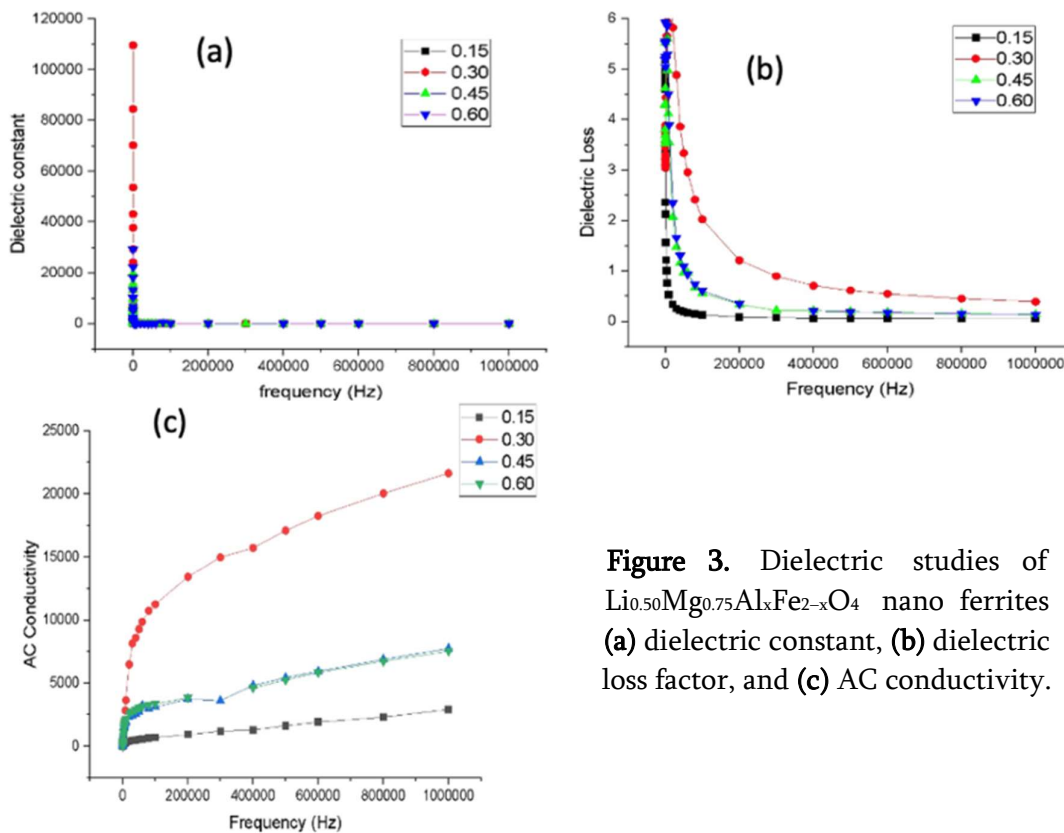 (a)
0.15
0.30
0.45
0.60
120000
100000
80000
60000
40000
20000
0
Dielectric constant
0 200000 400000 600000 800000 1000000
frequency (Hz)
(b)
0.15
0.30
0.45
0.60
6
5
4
3
2
1
0
Dielectric Loss
0 200000 400000 600000 800000 1000000
Frequency (Hz)
(c)
0.15
0.30
0.45
0.60
25000
20000
15000
10000
5000
0
AC Conductivity
0 200000 400000 600000 800000 1000000
Frequency (Hz)
Figure 3. Dielectric studies of
Li0.50Mg0.75AlxFe2−xO4 nano ferrites
(a) dielectric constant, (b) dielectric
loss factor, and (c) AC conductivity.